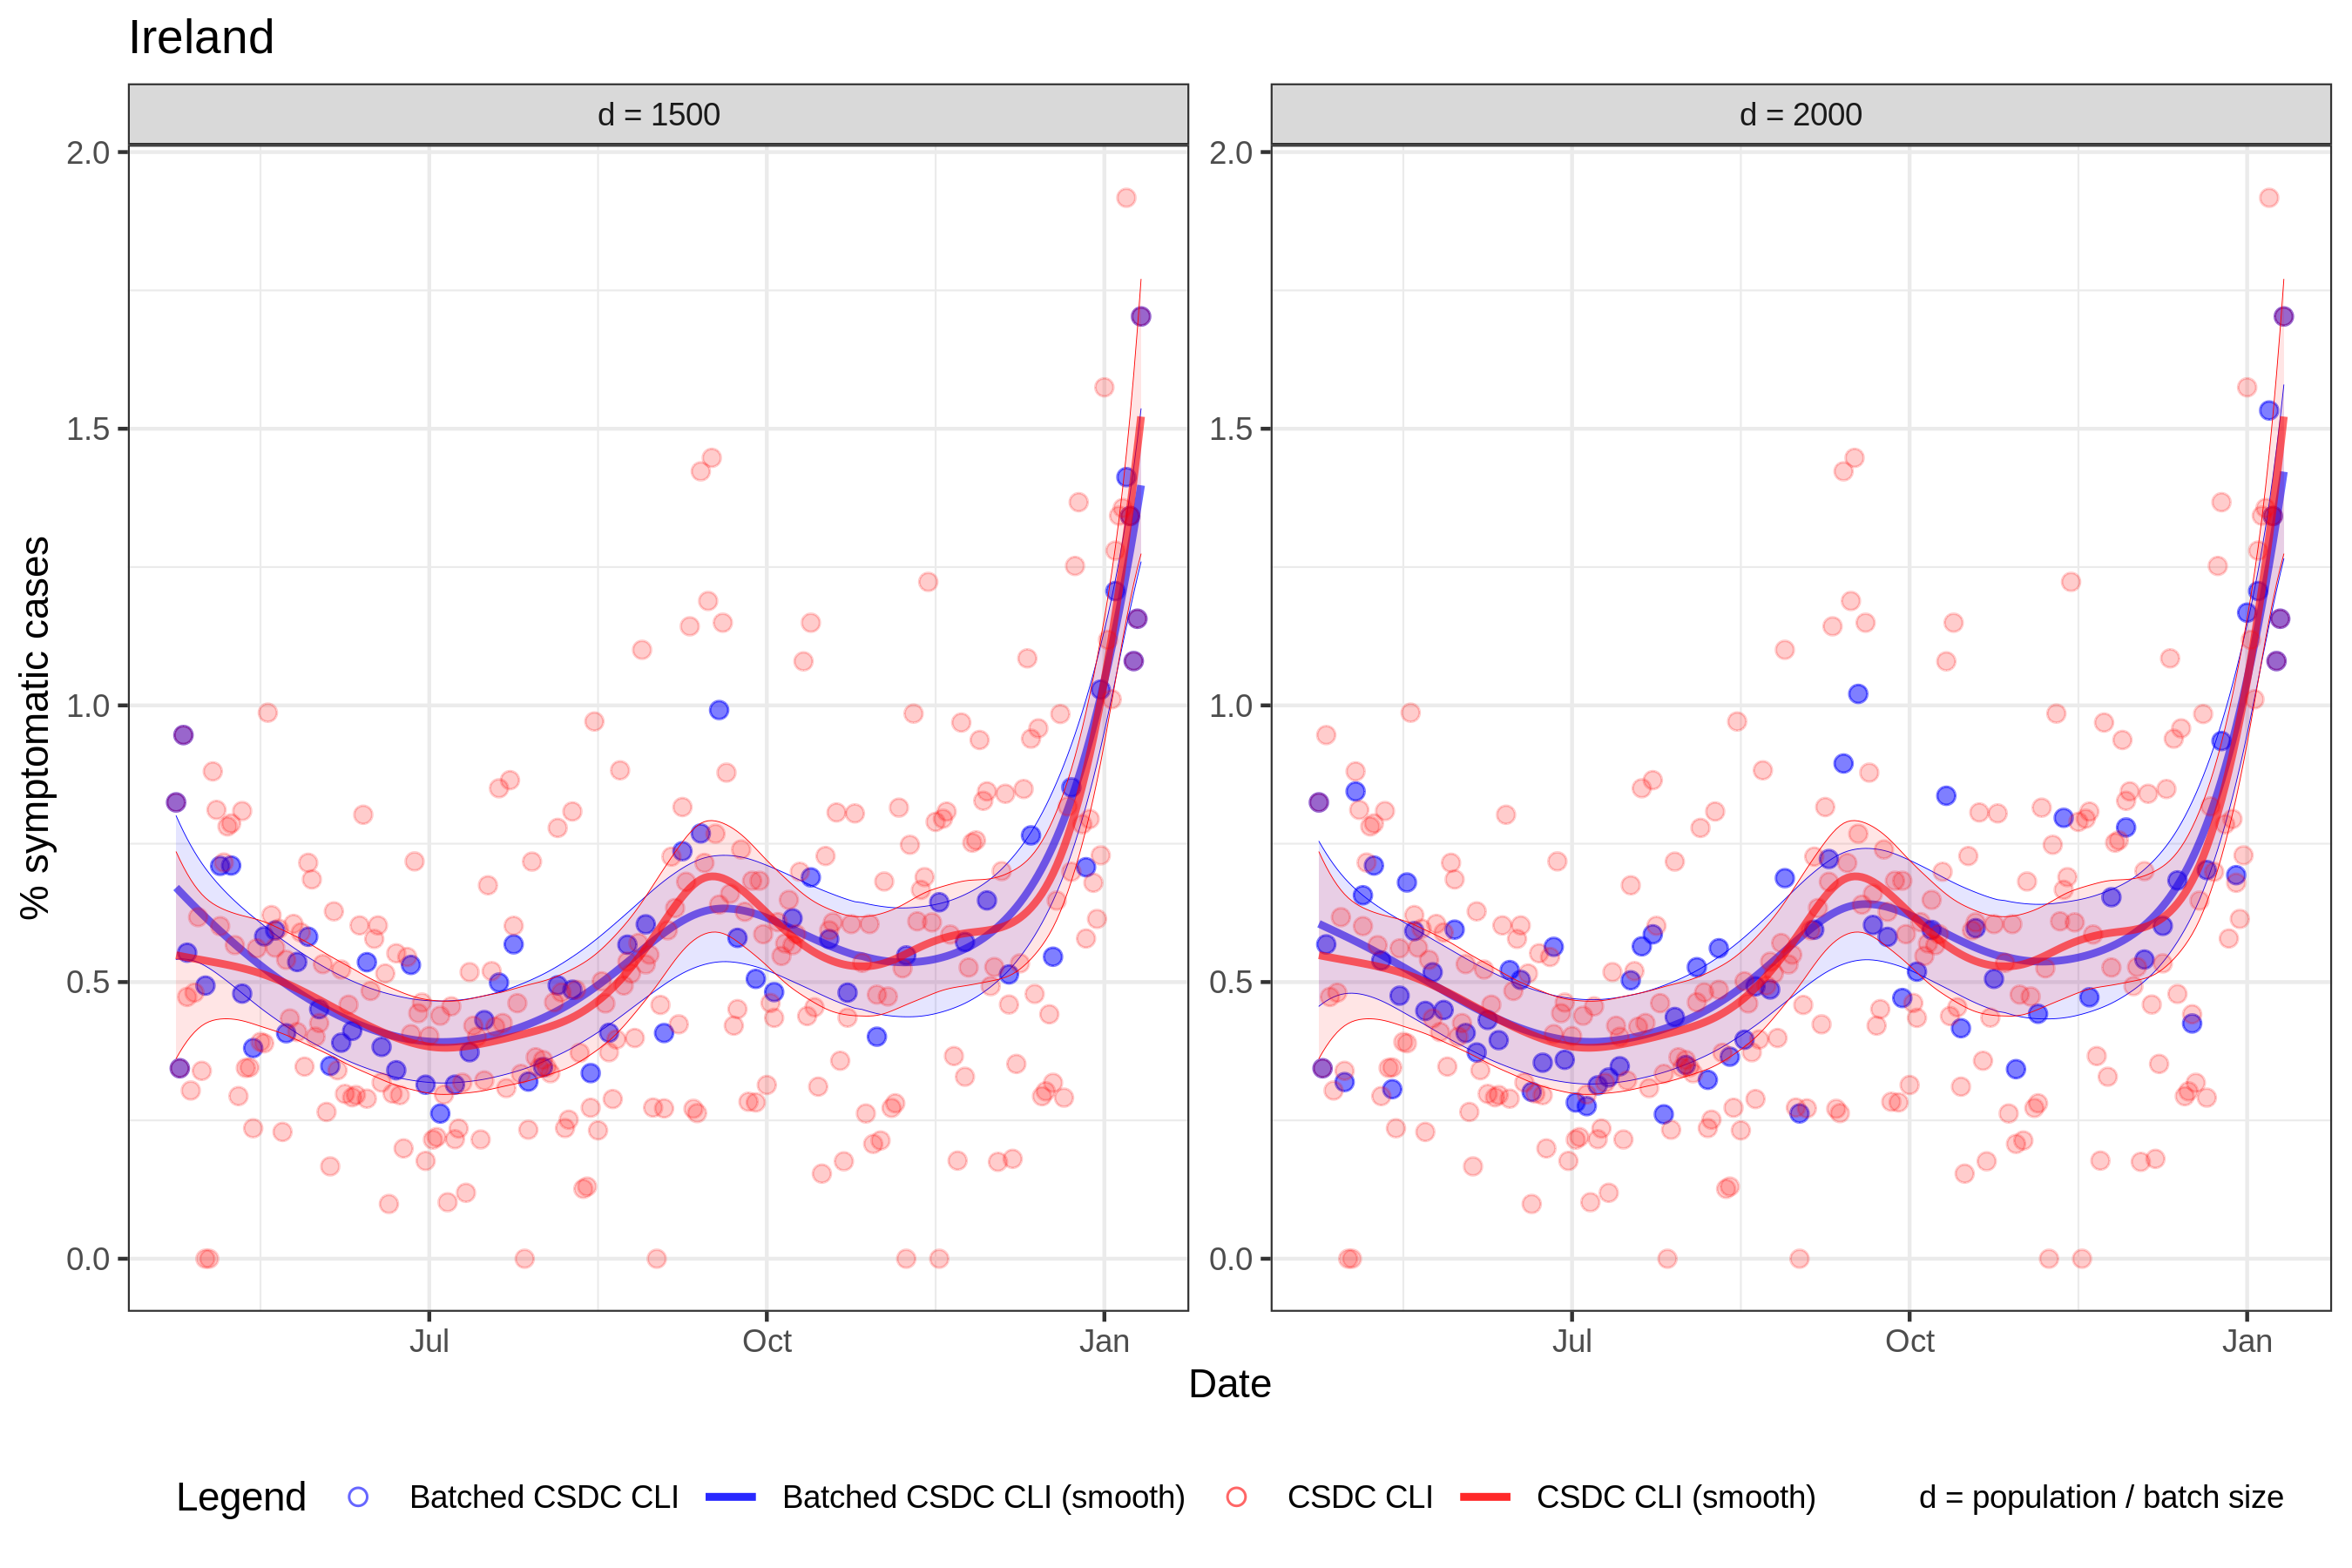 Ireland
d = 1500
d = 2000
% symptomatic cases
2.0
1.5
1.0
0.5
0.0
2.0
1.5
1.0
0.5
0.0
Jul
Oct
Jan
Jul
Oct
Jan
Date
Legend Batched CSDC CLI Batched CSDC CLI (smooth) CSDC CLI CSDC CLI (smooth) d = population / batch size